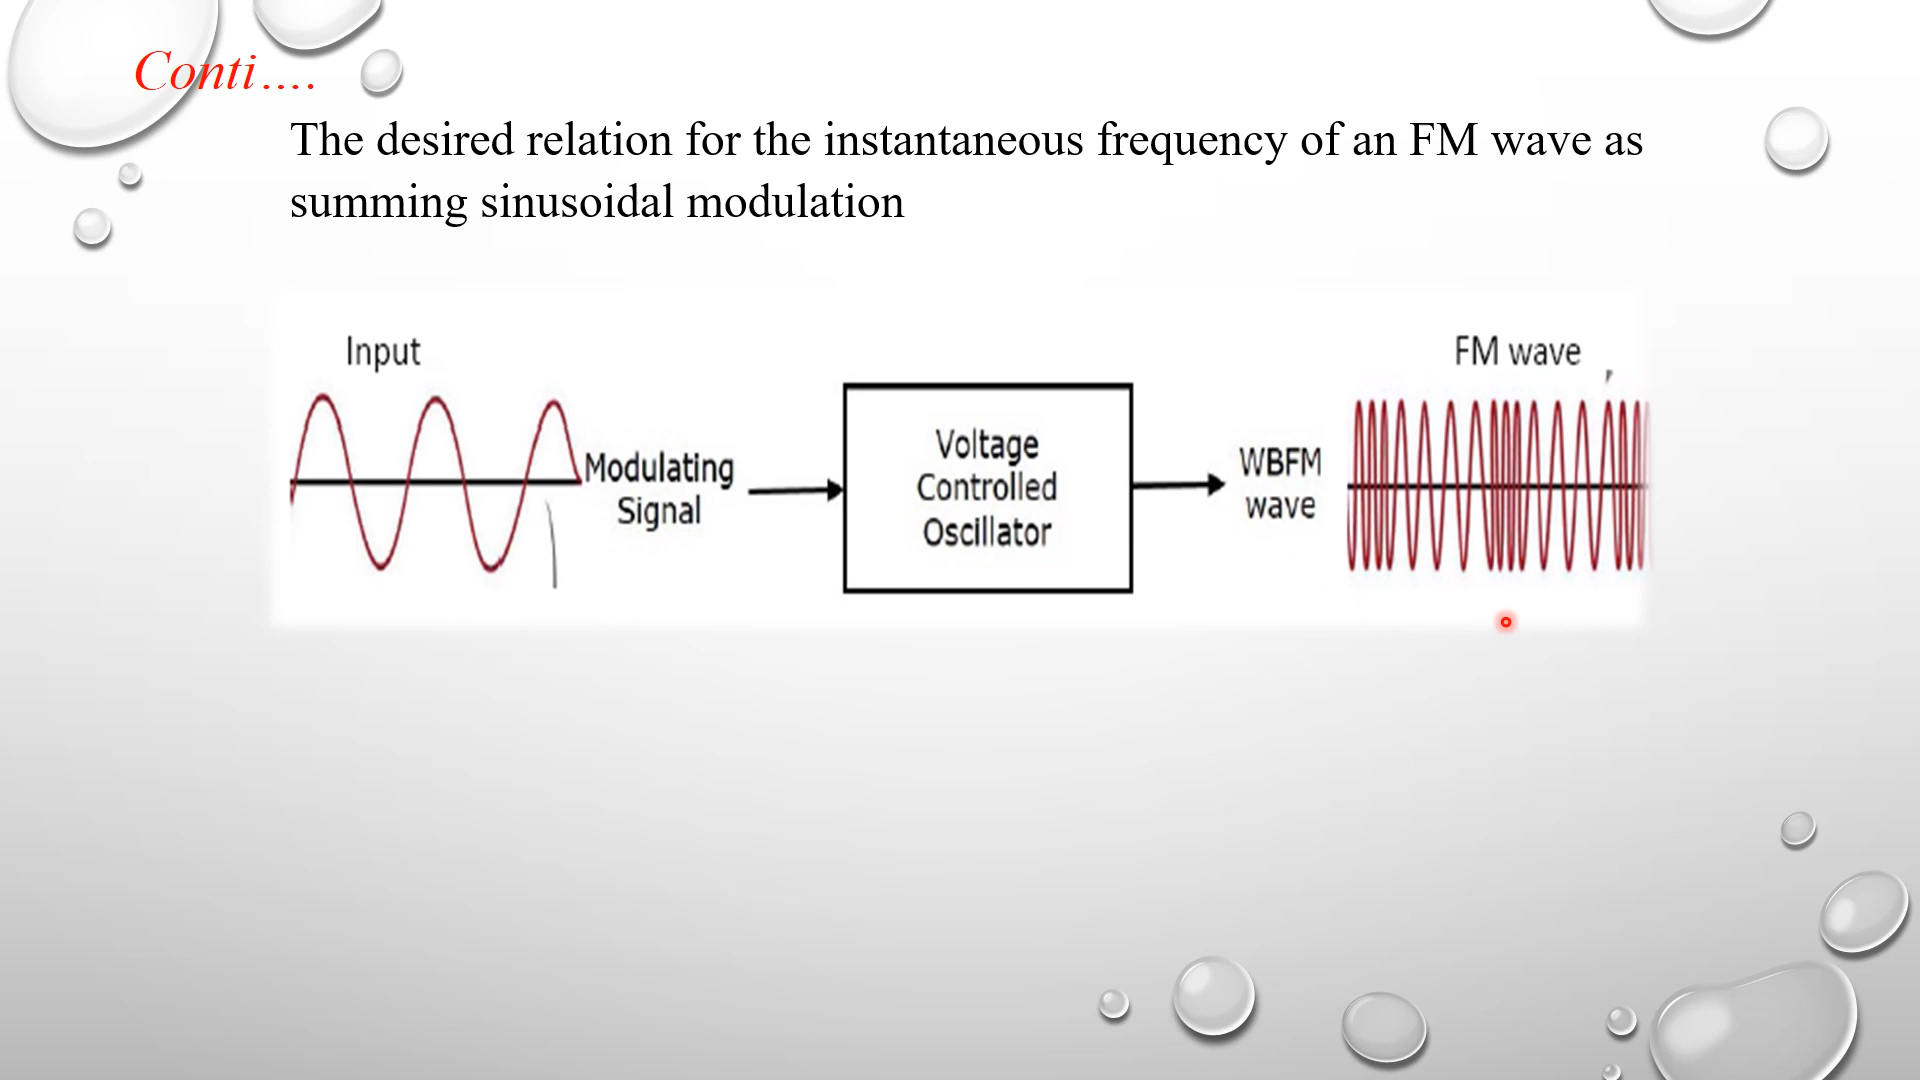 Conti….
The desired relation for the instantaneous frequency of an FM wave as
summing sinusoidal modulation
Input
FM wave
Modulating
Signal
Voltage
Controlled
Oscillator
WBFM
wave